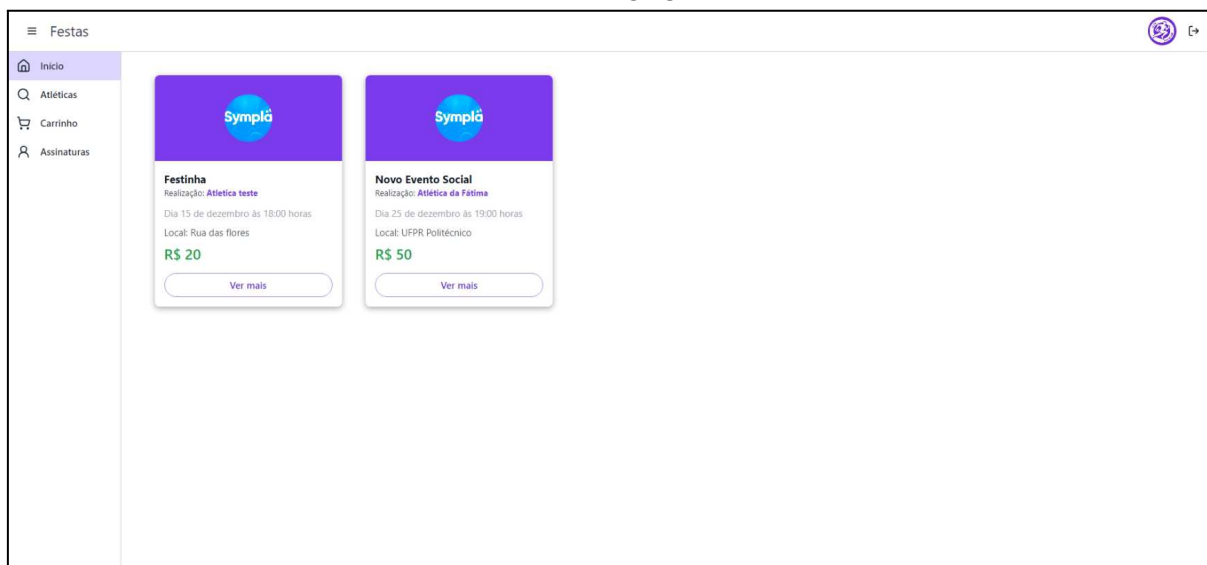 Festas
Inicio
Atléticas
Carrinho
Assinaturas
Sympla
Festinha
Realização: Atletica teste
Dia 15 de dezembro às 18:00 horas
Local: Rua das flores
R$ 20
Ver mais
Sympla
Novo Evento Social
Realização: Atlética da Fátima
Dia 25 de dezembro às 19:00 horas
Local: UFPR Politécnico
R$ 50
Ver mais